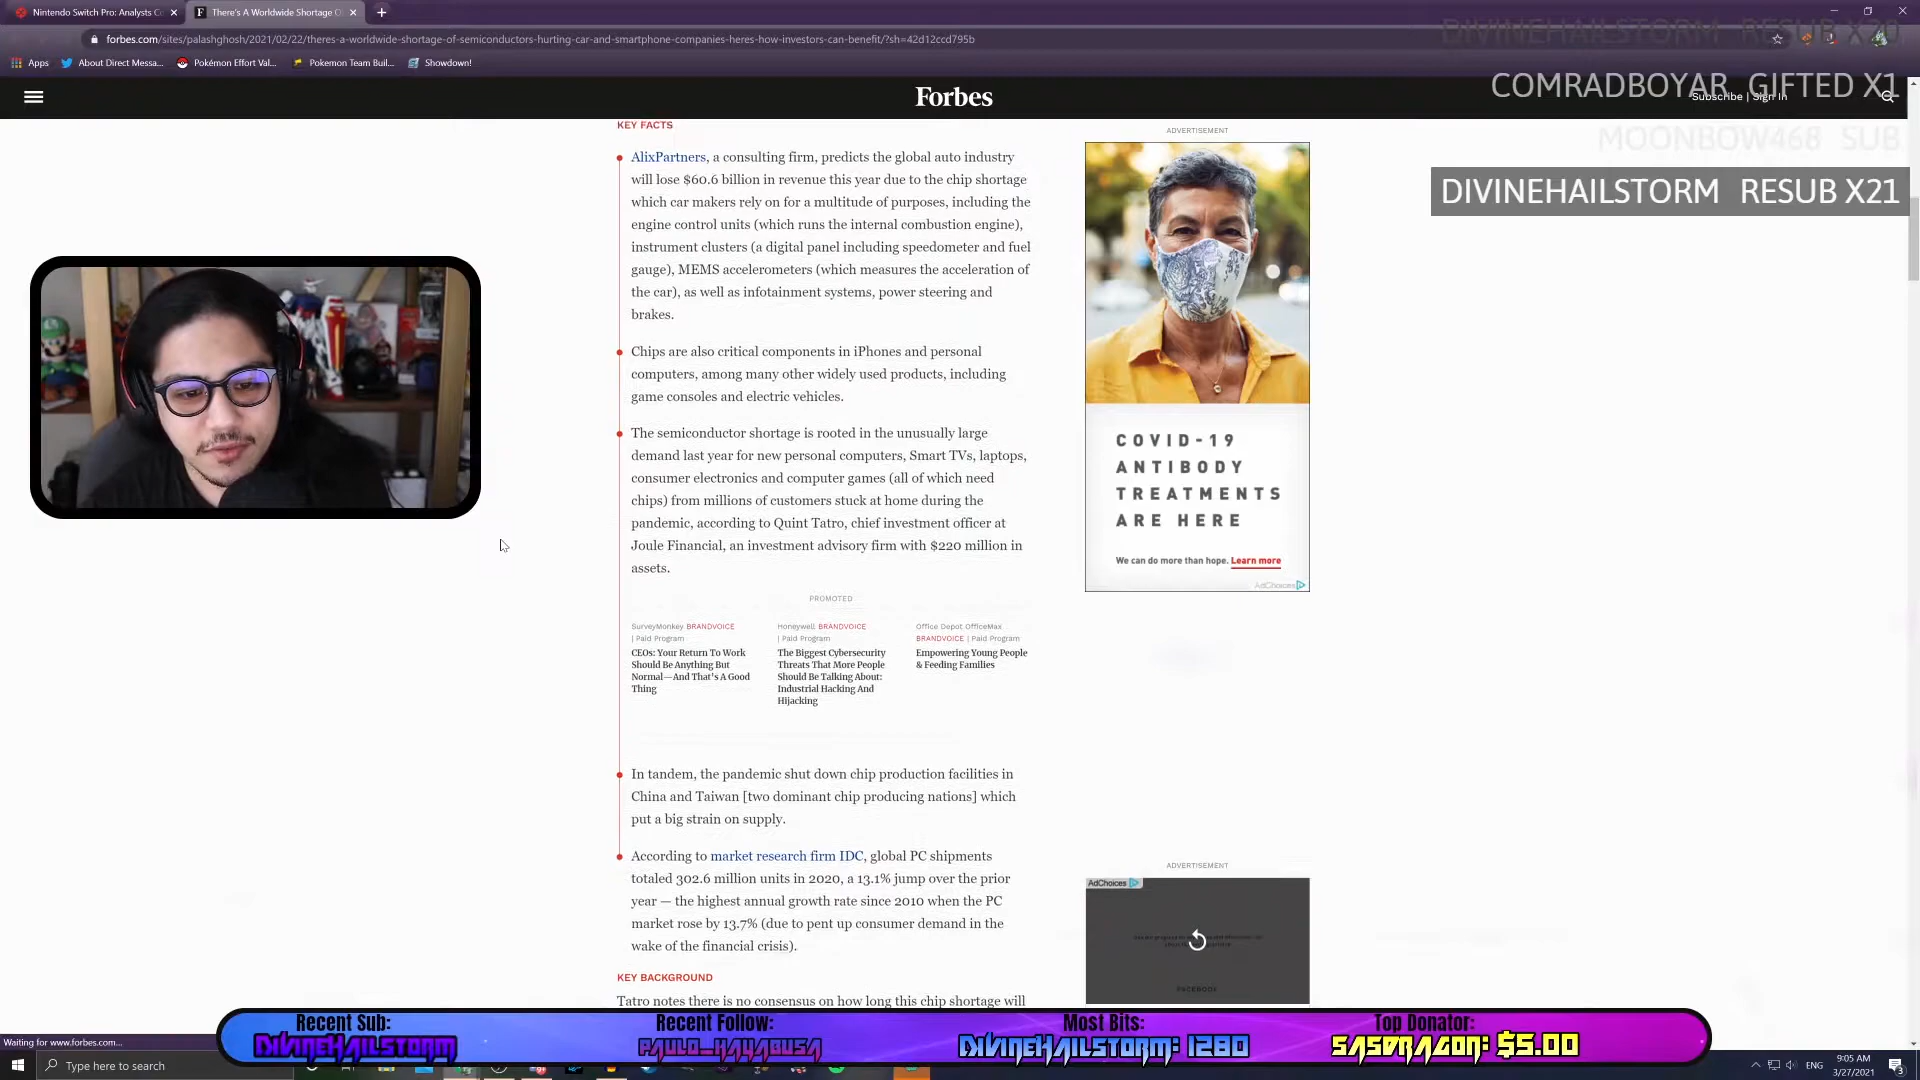 Nintendo Switch Pro: Analysts Co
There's A Worldwide Shortage O
forbes.com/sites/palashghosh/2021/02/22/theres-a-worldwide-shortage-of-semiconductors-hurting-car-and-smartphone-companies-heres-how-investors-can-benefit/?sh=42d12ccd795b
DIVINEHAILSTORM RESUB X20
Apps
About Direct Messa...
Pokémon Effort Val...
Pokemon Team Buil...
Showdown!
COMRADBOYAR GIFTED X1
Forbes
Subscribe | Sign In
MOONBOW468 SUB
DIVINEHAILSTORM RESUB X21
KEY FACTS
AlixPartners, a consulting firm, predicts the global auto industry
will lose $60.6 billion in revenue this year due to the chip shortage
which car makers rely on for a multitude of purposes, including the
engine control units (which runs the internal combustion engine),
instrument clusters (a digital panel including speedometer and fuel
gauge), MEMS accelerometers (which measures the acceleration of
the car), as well as infotainment systems, power steering and
brakes.
Chips are also critical components in iPhones and personal
computers, among many other widely used products, including
game consoles and electric vehicles.
The semiconductor shortage is rooted in the unusually large
demand last year for new personal computers, Smart TVs, laptops,
consumer electronics and computer games (all of which need
chips) from millions of customers stuck at home during the
pandemic, according to Quint Tatro, chief investment officer at
Joule Financial, an investment advisory firm with $220 million in
assets.
PROMOTED
SurveyMonkey BRANDVOICE
| Paid Program
CEOs: Your Return To Work
Should Be Anything But
Normal—And That's A Good
Thing
Honeywell BRANDVOICE
| Paid Program
The Biggest Cybersecurity
Threats That More People
Should Be Talking About:
Industrial Hacking And
Hijacking
Office Depot OfficeMax
BRANDVOICE | Paid Program
Empowering Young People
& Feeding Families
In tandem, the pandemic shut down chip production facilities in
China and Taiwan [two dominant chip producing nations] which
put a big strain on supply.
According to market research firm IDC, global PC shipments
totaled 302.6 million units in 2020, a 13.1% jump over the prior
year — the highest annual growth rate since 2010 when the PC
market rose by 13.7% (due to pent up consumer demand in the
wake of the financial crisis).
KEY BACKGROUND
Tatro notes there is no consensus on how long this chip shortage will
ADVERTISEMENT
COVID-19
ANTIBODY
TREATMENTS
ARE HERE
We can do more than hope. Learn more
AdChoices
ADVERTISEMENT
AdChoices
FACEBOOK
Recent Sub:
DIVINEHAILSTORM
Recent Follow:
PAULO_HAYABUSA
Most Bits:
DIVINEHAILSTORM: 1280
Top Donator:
SASDRAGON: $5.00
Waiting for www.forbes.com...
Type here to search
ENG
9:05 AM
3/27/2021
3